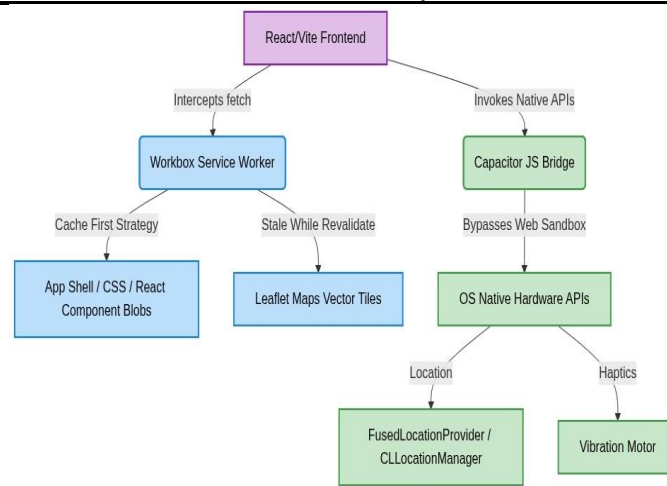 React/Vite Frontend
Intercepts fetch
Invokes Native APIs
Workbox Service Worker
Capacitor JS Bridge
Cache First Strategy
Stale While Revalidate
Bypasses Web Sandbox
App Shell / CSS / React
Component Blobs
Leaflet Maps Vector Tiles
OS Native Hardware APIs
Location
Haptics
FusedLocationProvider /
CLLocationManager
Vibration Motor